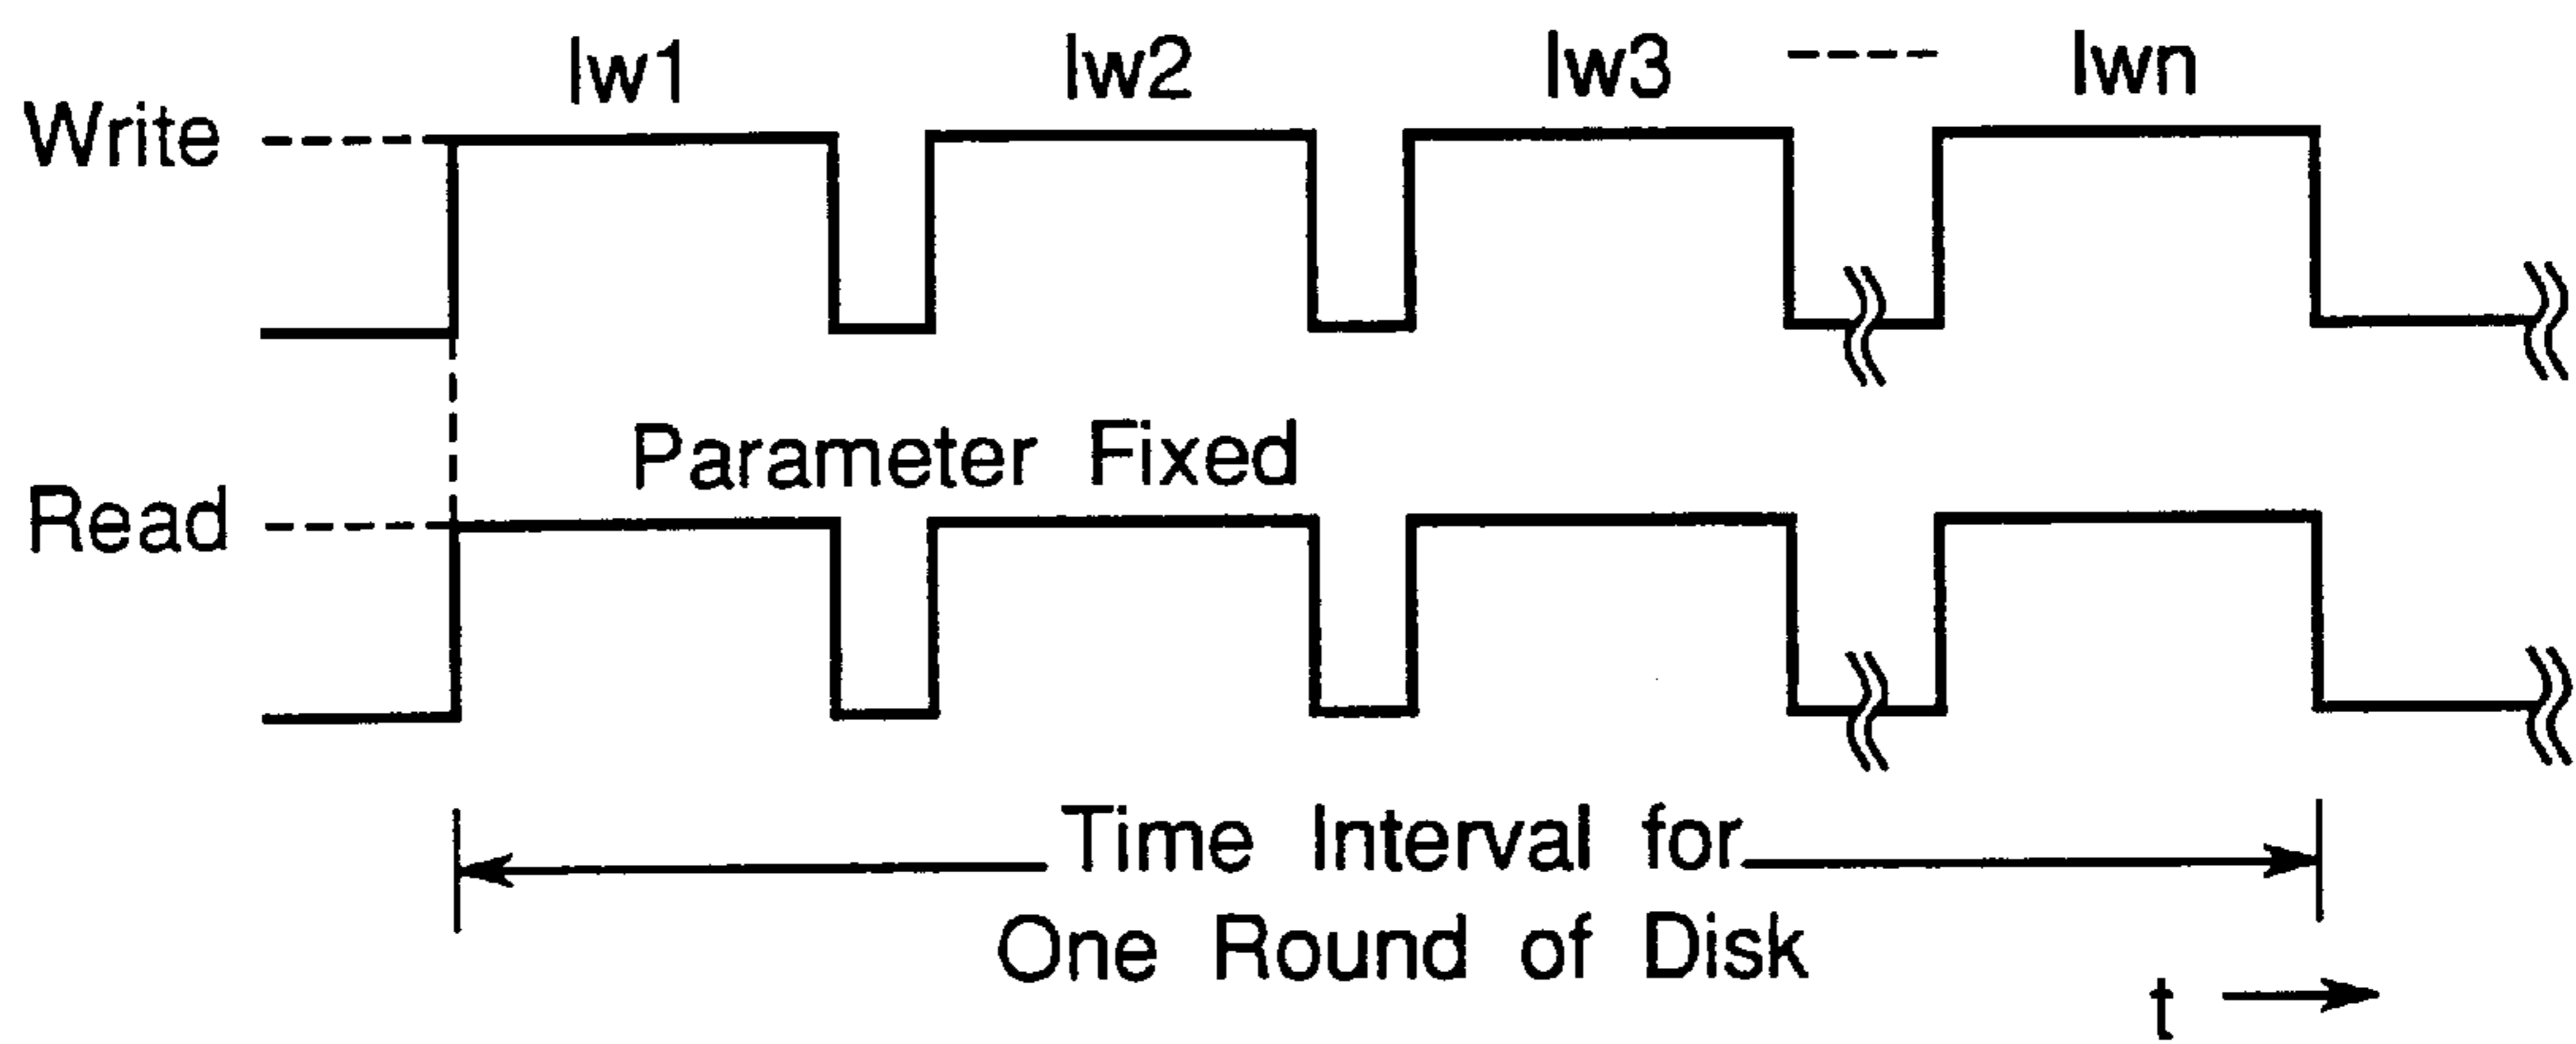 Iw1 Iw2 Iw3 ---- Iwn
Write
Parameter Fixed
Read
Time Interval for
One Round of Disk
t